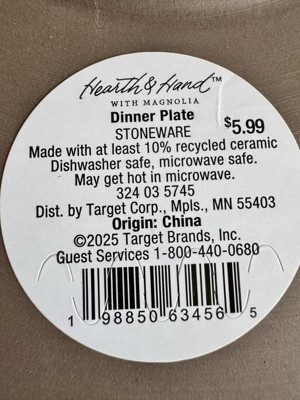 Hearth & Hand™
WITH MAGNOLIA
Dinner Plate
STONEWARE
$5.99
Made with at least 10% recycled ceramic
Dishwasher safe, microwave safe.
May get hot in microwave.
324 03 5745
Dist. by Target Corp., Mpls., MN 55403
Origin: China
©2025 Target Brands, Inc.
Guest Services 1-800-440-0680
1 98850 63456 5